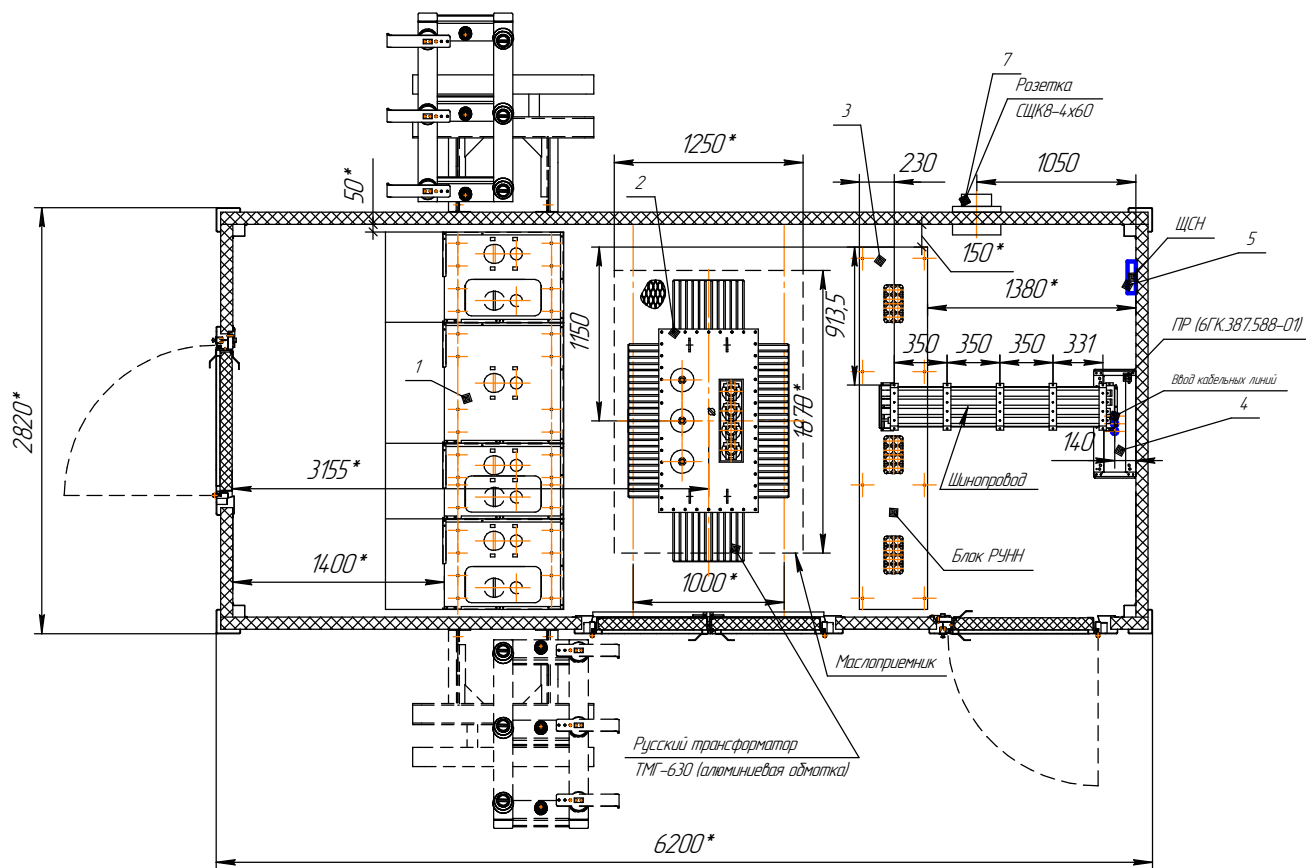 7
Розетка
СЩК8-4х60
3
1250*
230
1050
50*
2
ЩСН
5
150*
1380*
ПР (6ГК.387.588-01)
1150
913,5
350
350
350
331
Ввод кабельных линий
4
1
1870*
2820*
140
3155*
Шинопровод
Блок РУНН
1400*
1000*
Маслоприемник
Русский трансформатор
ТМГ-630 (алюминиевая обмотка)
6200*